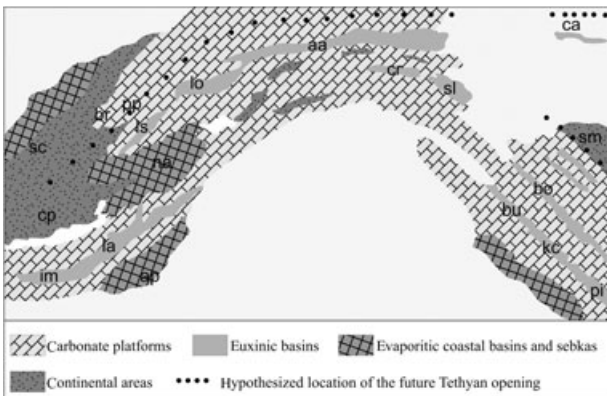 ca
aa
cr
lo
sl
pp
br
ls
sc
sm
na
bo
cp
bu
la
kc
im
ap
pi
Carbonate platforms
Euxinic basins
Evaporitic coastal basins and sebkas
Continental areas
Hypothesized location of the future Tethyan opening